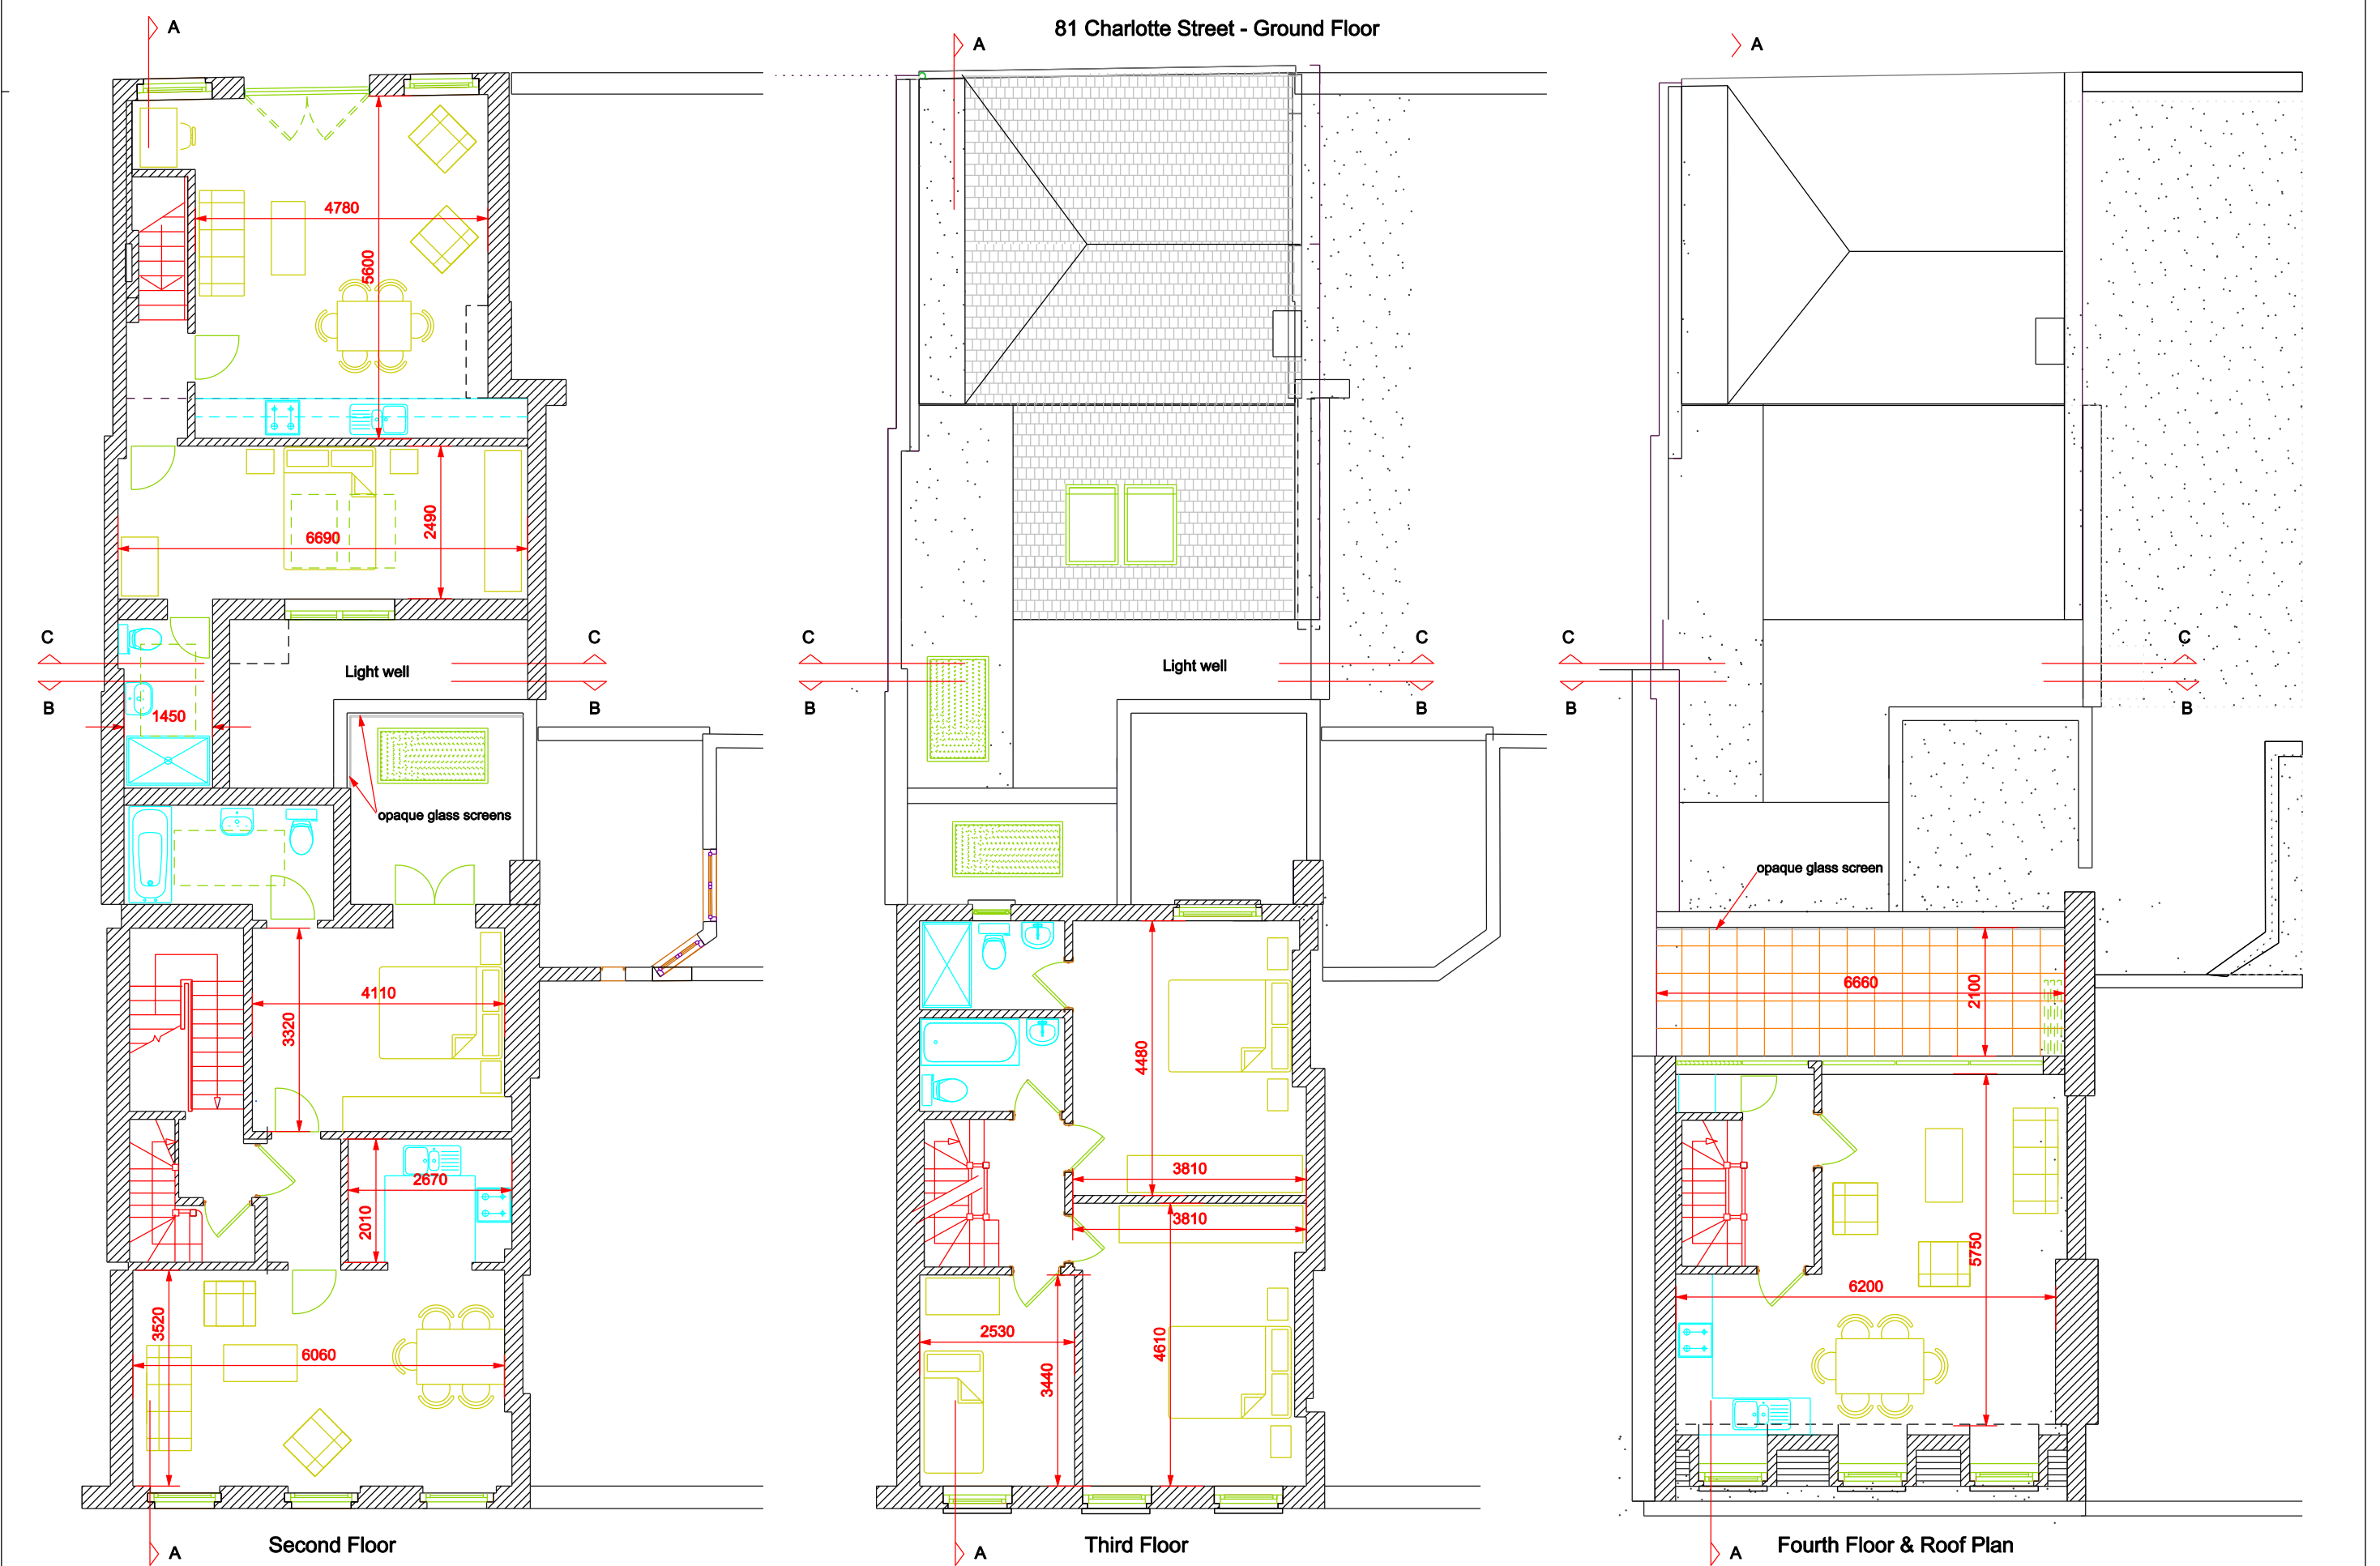 81 Charlotte Street - Ground Floor
A
A
A
4780
5600
6690
2490
C
C
B
B
Light well
1450
opaque glass screens
4110
3320
2670
2010
3520
6060
A
Second Floor
C
C
B
B
Light well
4480
3810
3810
2530
3440
4610
A
Third Floor
C
C
B
B
opaque glass screen
6660
2100
5750
6200
A
Fourth Floor & Roof Plan